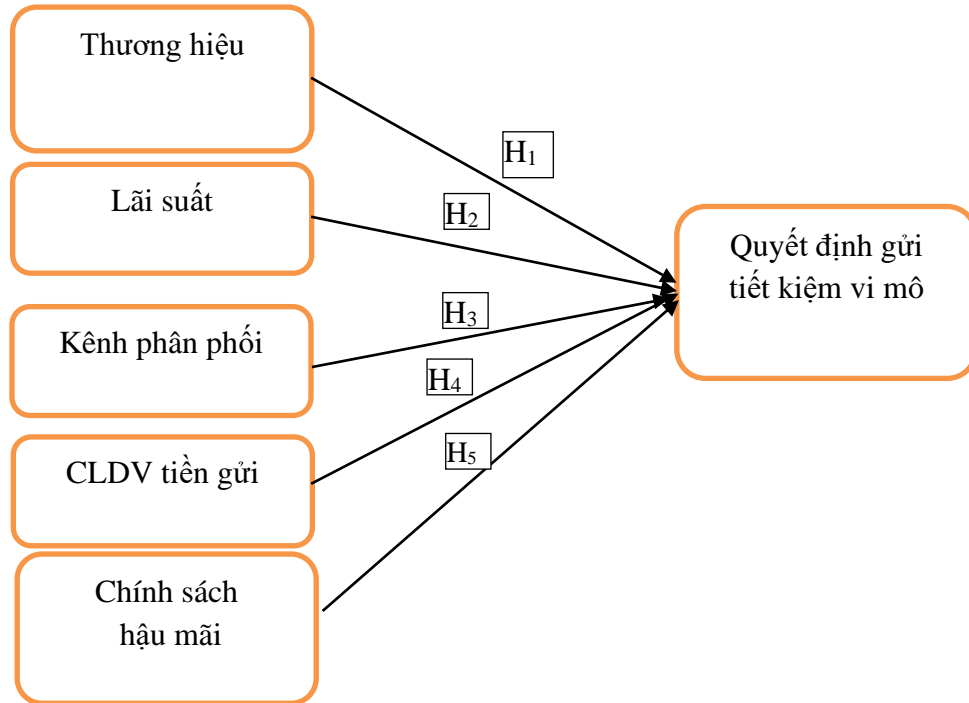 Thương hiệu
H1
Lãi suất
H2
Quyết định gửi
tiết kiệm vi mô
Kênh phân phối
H3
H4
CLDV tiền gửi
H5
Chính sách
hậu mãi